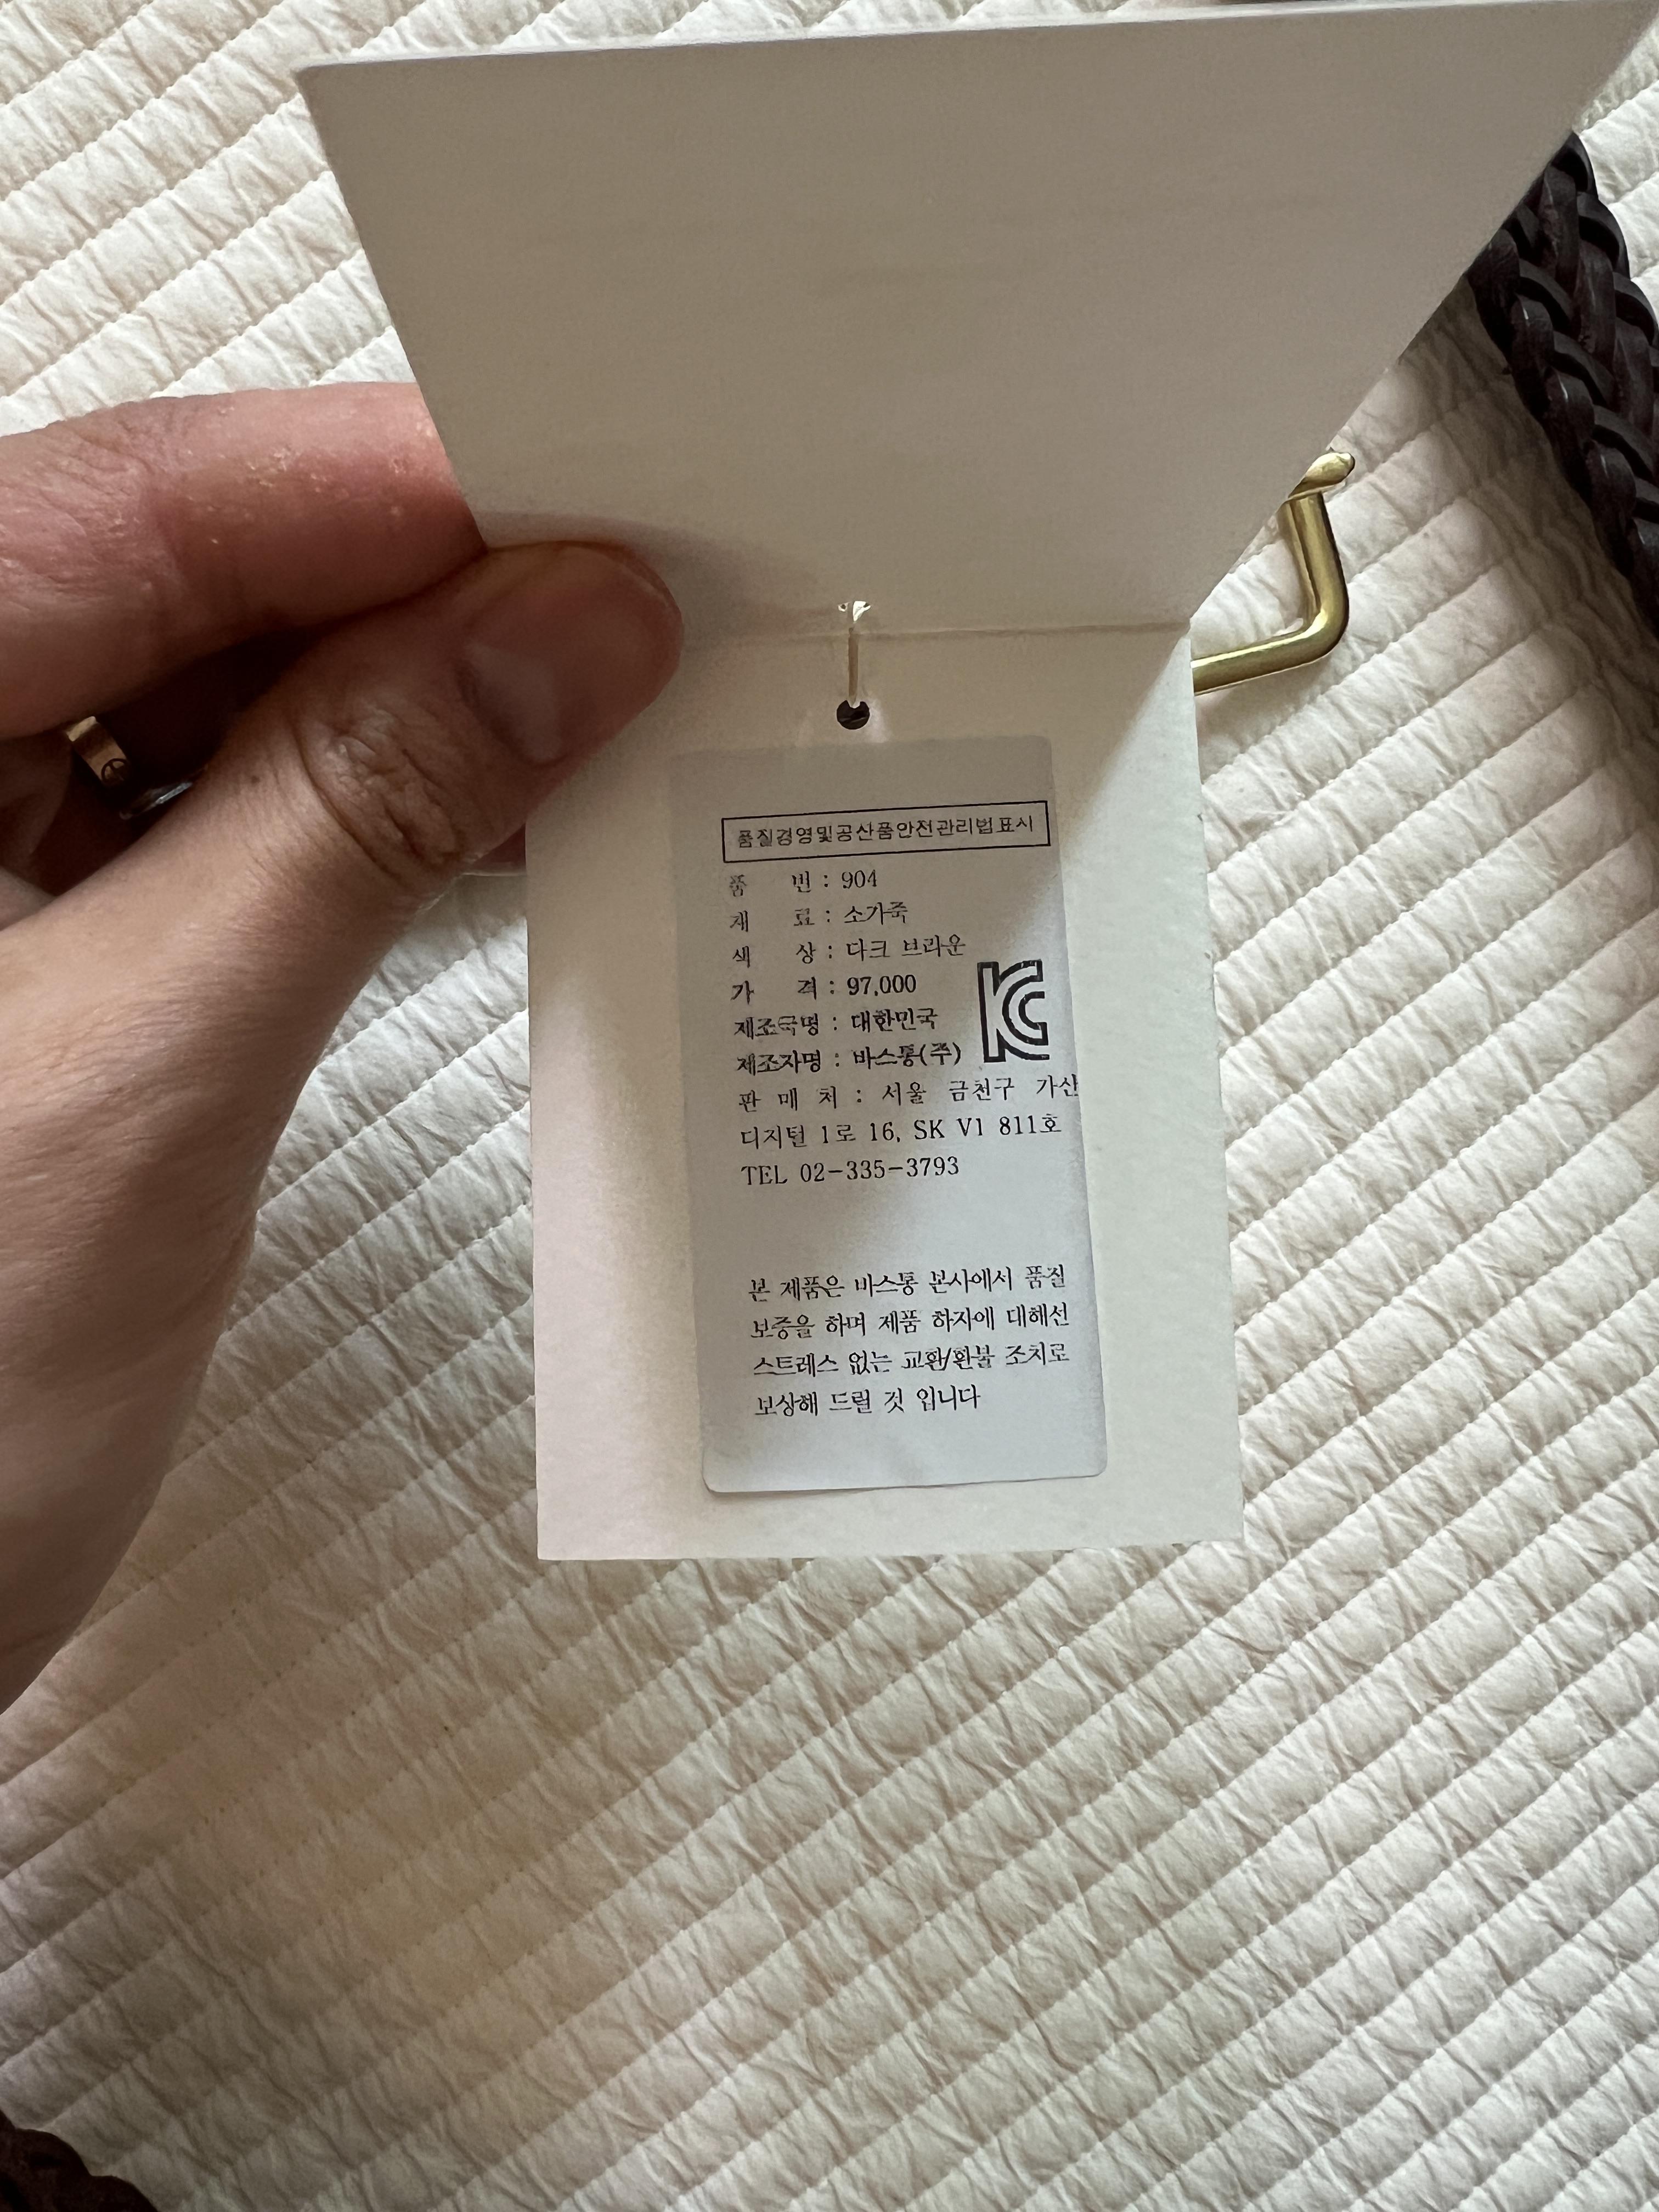 품질경영및공산품안전관리법표시
품 번 : 904
재 료 : 소가죽
색 상 : 다크 브라운
가 격 : 97,000
제조국명 : 대한민국
제조자명 : 바스통(주)
KC
판 매 처 : 서울 금천구 가산
디지털 1로 16, SK V1 811호
TEL 02-335-3793
본 제품은 바스통 본사에서 품질
보증을 하며 제품 하자에 대해선
스트레스 없는 교환/환불 조치로
보상해 드릴 것 입니다